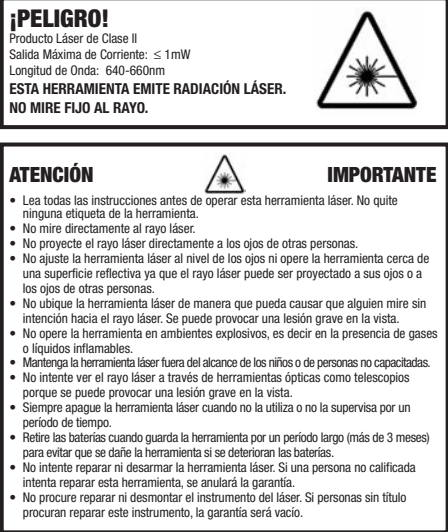 ¡PELIGRO!
Producto Láser de Clase II
Salida Máxima de Corriente: ≤ 1mW
Longitud de Onda: 640-660nm
ESTA HERRAMIENTA EMITE RADIACIÓN LÁSER.
NO MIRE FIJO AL RAYO.
ATENCIÓN IMPORTANTE
• Lea todas las instrucciones antes de operar esta herramienta láser. No quite
ninguna etiqueta de la herramienta.
• No mire directamente al rayo láser.
• No proyecte el rayo láser directamente a los ojos de otras personas.
• No ajuste la herramienta láser al nivel de los ojos ni opere la herramienta cerca de
una superficie reflectiva ya que el rayo láser puede ser proyectado a sus ojos o a
los ojos de otras personas.
• No ubique la herramienta láser de manera que pueda causar que alguien mire sin
intención hacia el rayo láser. Se puede provocar una lesión grave en la vista.
• No opere la herramienta en ambientes explosivos, es decir en la presencia de gases
o líquidos inflamables.
• Mantenga la herramienta láser fuera del alcance de los niños o de personas no capacitadas.
• No intente ver el rayo láser a través de herramientas ópticas como telescopios
porque se puede provocar una lesión grave en la vista.
• Siempre apague la herramienta láser cuando no la utiliza o no la supervisa por un
período de tiempo.
• Retire las baterías cuando guarda la herramienta por un período largo (más de 3 meses)
para evitar que se dañe la herramienta si se deterioran las baterías.
• No intente reparar ni desarmar la herramienta láser. Si una persona no calificada
intenta reparar esta herramienta, se anulará la garantía.
• No procure reparar ni desmontar el instrumento del láser. Si personas sin título
procuran reparar este instrumento, la garantía será vacío.